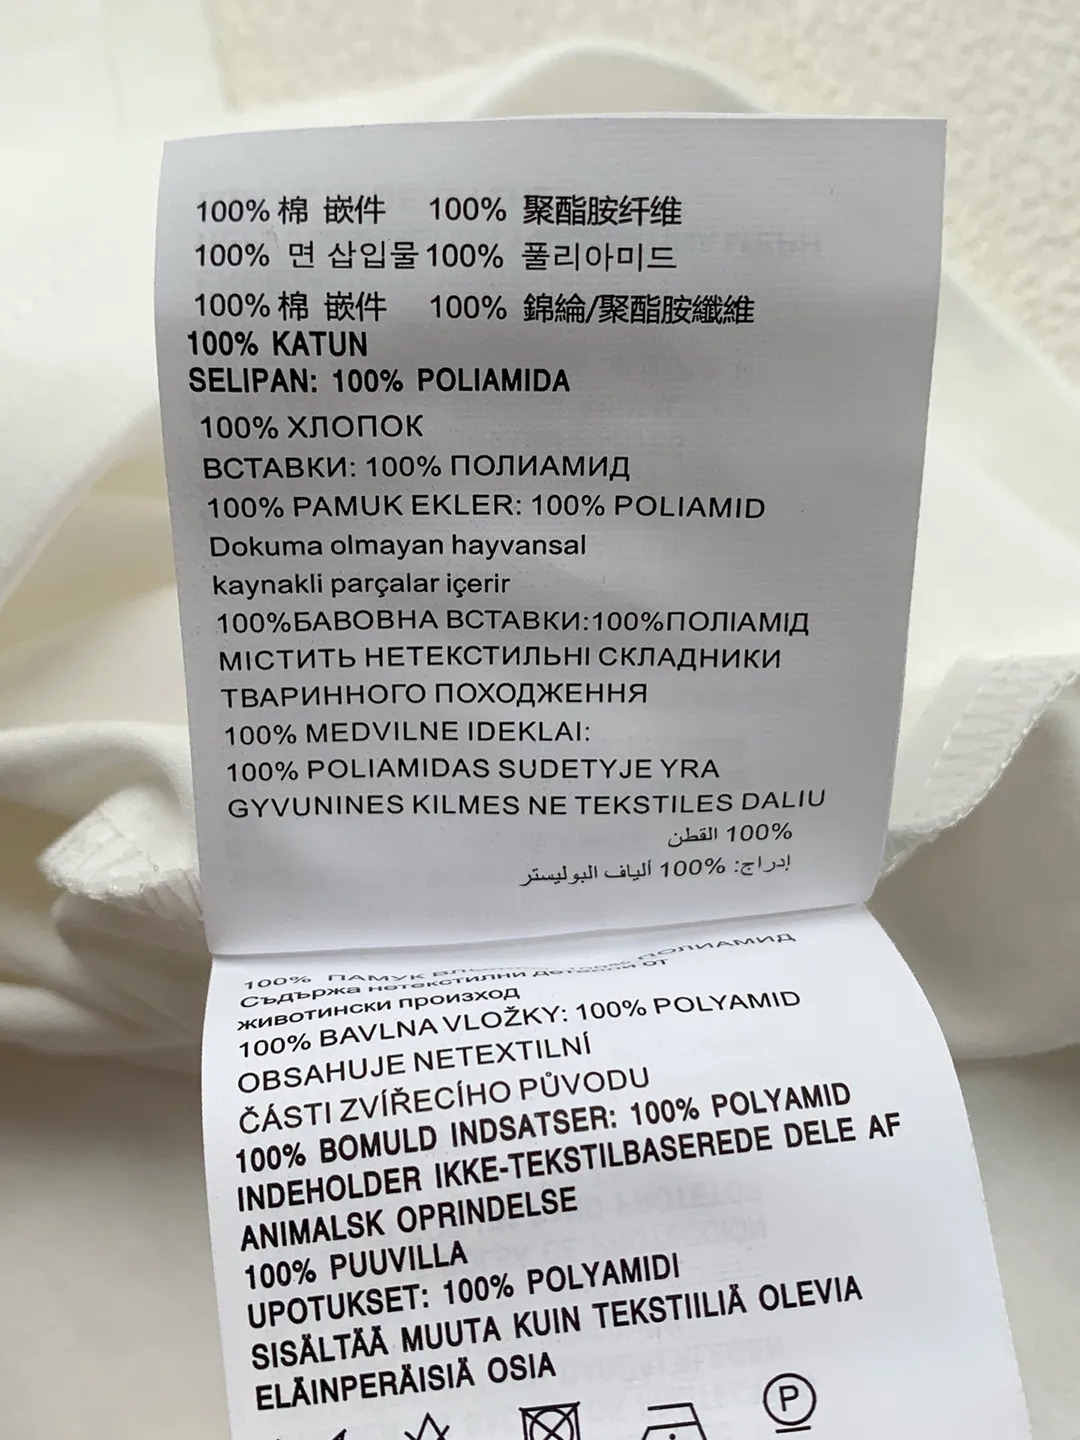 100% 棉 嵌件 100% 聚酯胺纤维
100% 면 삽입물 100% 폴리아미드
100% 棉 嵌件 100% 錦綸/聚酯胺纖維
100% KATUN
SELIPAN: 100% POLIAMIDA
100% ХЛОПОК
ВСТАВКИ: 100% ПОЛИАМИД
100% PAMUK EKLER: 100% POLIAMID
Dokuma olmayan hayvansal
kaynakli parçalar içerir
100%БАВОВНА ВСТАВКИ:100%ПОЛІАМІД
МІСТИТЬ НЕТЕКСТИЛЬНІ СКЛАДНИКИ
ТВАРИННОГО ПОХОДЖЕННЯ
100% MEDVILNE IDEKLAI:
100% POLIAMIDAS SUDETYJE YRA
GYVUNINES KILMES NE TEKSTILES DALIU
100% القطن
إدراج: 100% ألياف البوليستر
100% ПАМУК ПОЛИАМИД
Съдържа нетекстилни от
животински произход
100% BAVLNA VLOŽKY: 100% POLYAMID
OBSAHUJE NETEXTILNÍ
ČÁSTI ZVÍŘECÍHO PŮVODU
100% BOMULD INDSATSER: 100% POLYAMID
INDEHOLDER IKKE-TEKSTILBASEREDE DELE AF
ANIMALSK OPRINDELSE
100% PUUVILLA
UPOTUKSET: 100% POLYAMIDI
SISÄLTÄÄ MUUTA KUIN TEKSTIILIÄ OLEVIA
ELÄINPERÄISIÄ OSIA
P